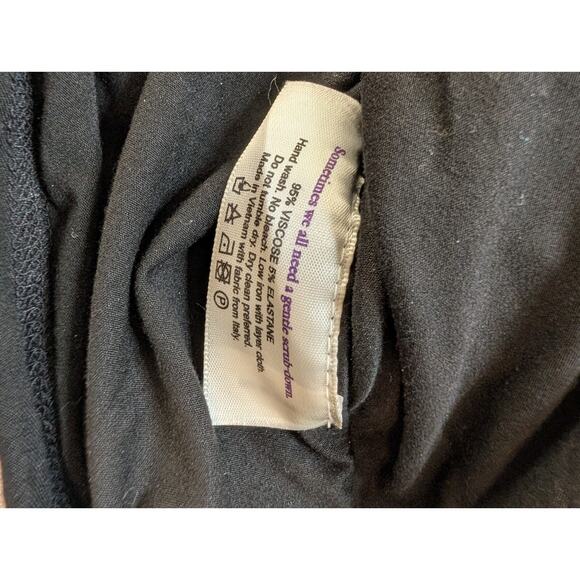 Sometimes we all need a gentle scrub-down.
95% VISCOSE 5% ELASTANE
Hand wash. No bleach. Low iron with layer cloth.
Do not tumble dry. Dry clean preferred.
Made in Vietnam with fabric from Italy.